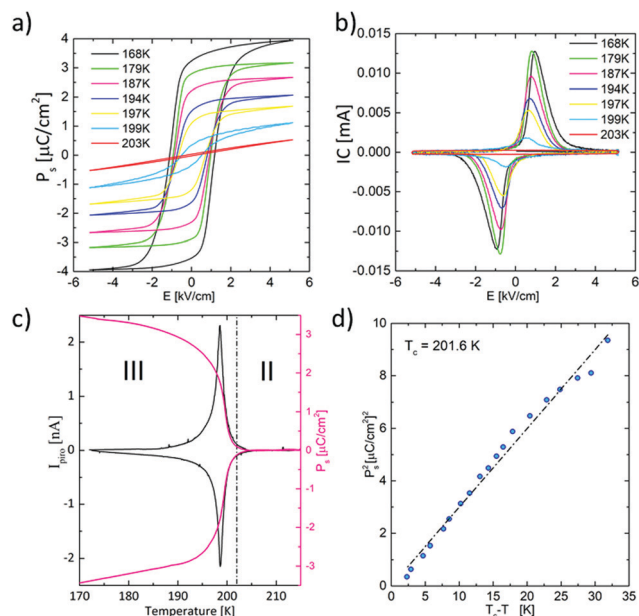 a)
4
3
2
1
0
-1
-2
-3
-4
P_s [µC/cm²]
168K
179K
187K
194K
197K
199K
203K
-6 -4 -2 0 2 4 6
E [kV/cm]
b)
0.015
0.010
0.005
0.000
-0.005
-0.010
-0.015
IC [mA]
168K
179K
187K
194K
197K
199K
203K
-6 -4 -2 0 2 4 6
E [kV/cm]
c)
2
1
0
-1
-2
I_piro [nA]
III
II
3
2
1
0
-1
-2
-3
P_s [µC/cm²]
170 180 190 200 210
Temperature [K]
d)
10
8
6
4
2
0
P_s² [µC/cm²]²
T_c = 201.6 K
0 5 10 15 20 25 30 35
T_c-T [K]